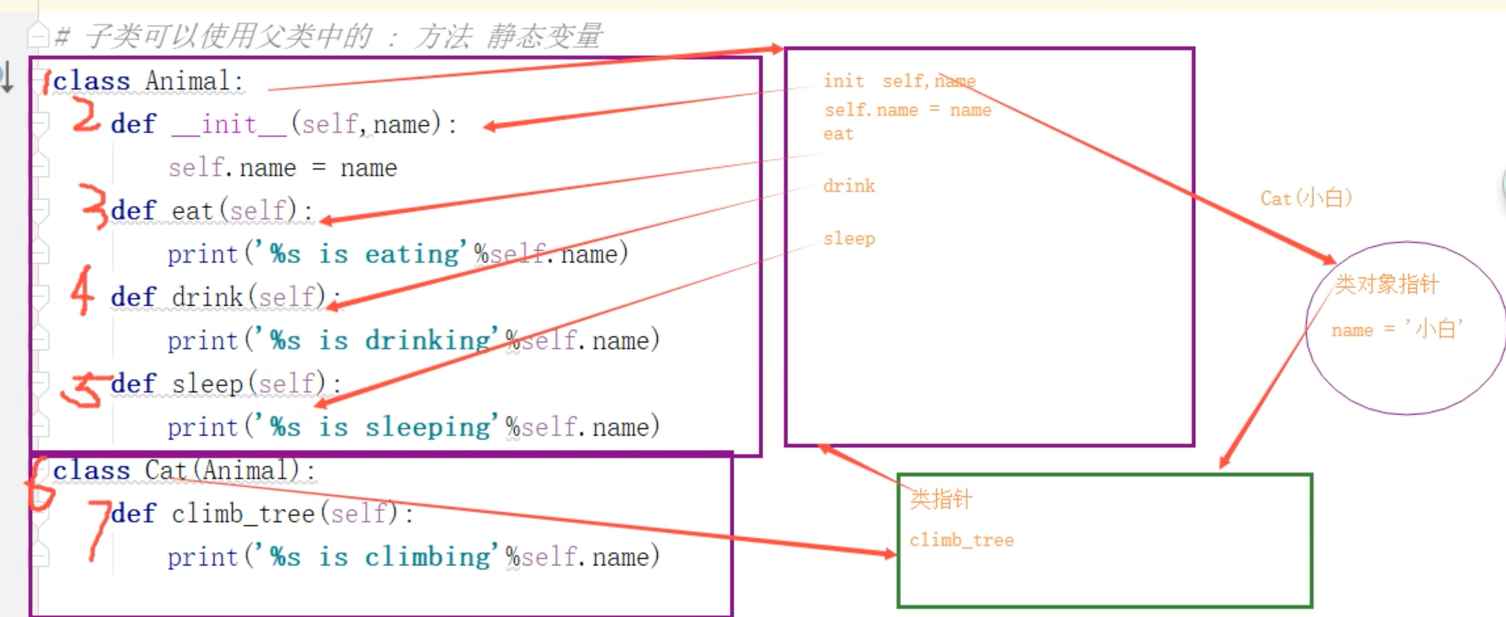 # 子类可以使用父类中的 : 方法 静态变量
1 class Animal:
2 def __init__(self,name):
self.name = name
3 def eat(self):
print('%s is eating'%self.name)
4 def drink(self):
print('%s is drinking'%self.name)
5 def sleep(self):
print('%s is sleeping'%self.name)
6 class Cat(Animal):
7 def climb_tree(self):
print('%s is climbing'%self.name)
init self,name
self.name = name
eat
drink
sleep
Cat(小白)
类对象指针
name = '小白'
类指针
climb_tree